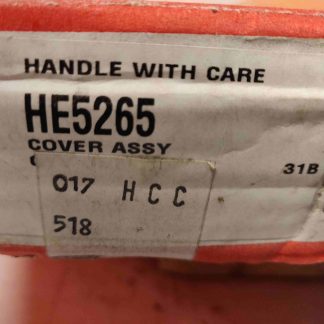 HANDLE WITH CARE
HE5265
COVER ASSY
31B
017 HCC
518